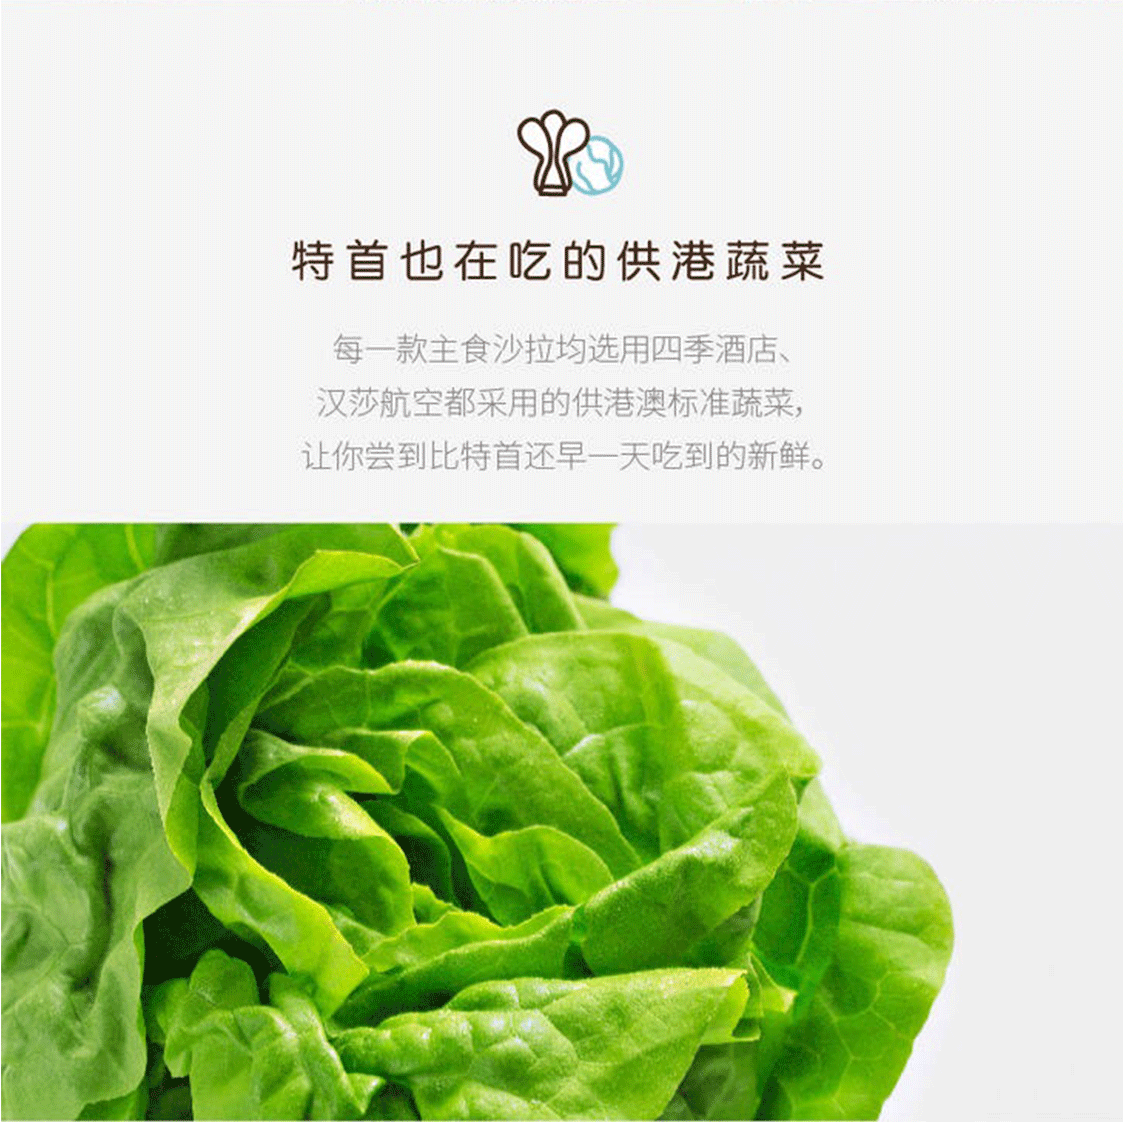 特首也在吃的供港蔬菜
每一款主食沙拉均选用四季酒店、
汉莎航空都采用的供港澳标准蔬菜,
让你尝到比特首还早一天吃到的新鲜。